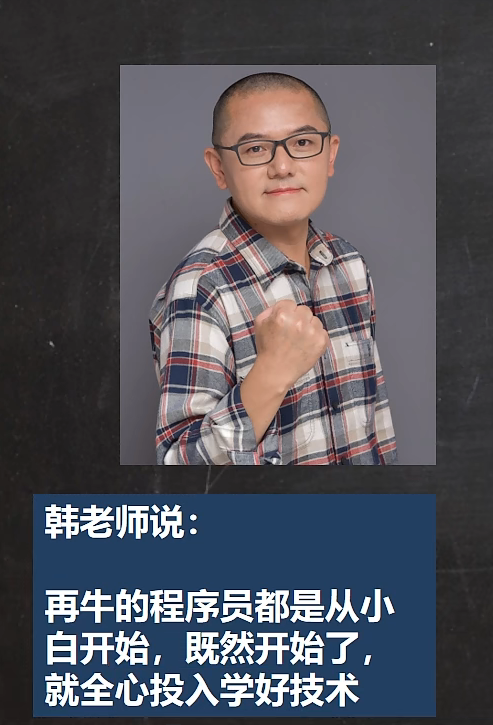 韩老师说：
再牛的程序员都是从小
白开始，既然开始了，
就全心投入学好技术